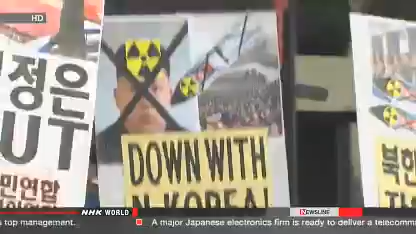 HD
정은
UT
민연합
DOWN WITH
N-KOREA!
북한
NHK WORLD
NEWSLINE
s top management.
A major Japanese electronics firm is ready to deliver a telecomm